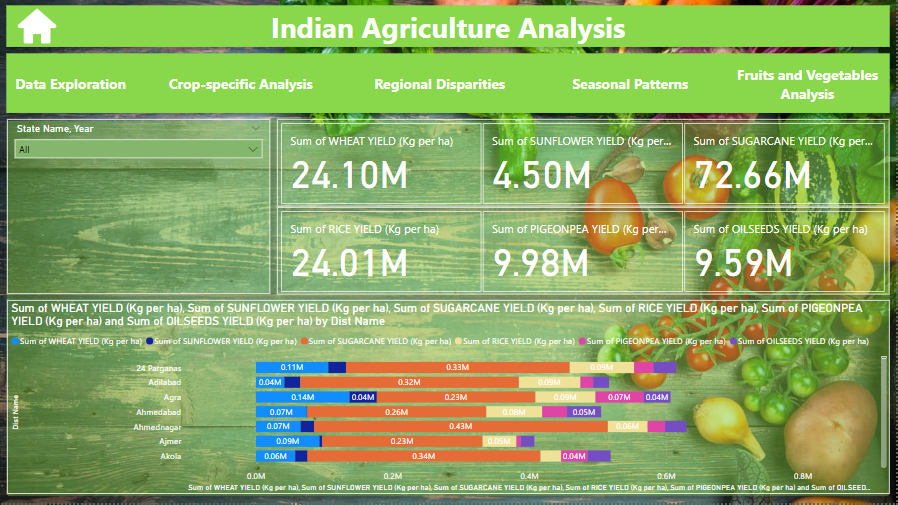 Indian Agriculture Analysis
Data Exploration
Crop-specific Analysis
Regional Disparities
Seasonal Patterns
Fruits and Vegetables
Analysis
State Name, Year
All
Sum of WHEAT YIELD (Kg per ha)
24.10M
Sum of SUNFLOWER YIELD (Kg per...
4.50M
Sum of SUGARCANE YIELD (Kg per...
72.66M
Sum of RICE YIELD (Kg per ha)
24.01M
Sum of PIGEONPEA YIELD (Kg per...
9.98M
Sum of OILSEEDS YIELD (Kg per ha)
9.59M
Sum of WHEAT YIELD (Kg per ha), Sum of SUNFLOWER YIELD (Kg per ha), Sum of SUGARCANE YIELD (Kg per ha), Sum of RICE YIELD (Kg per ha), Sum of PIGEONPEA
YIELD (Kg per ha) and Sum of OILSEEDS YIELD (Kg per ha) by Dist Name
Sum of WHEAT YIELD (Kg per ha) Sum of SUNFLOWER YIELD (Kg per ha) Sum of SUGARCANE YIELD (Kg per ha) Sum of RICE YIELD (Kg per ha) Sum of PIGEONPEA YIELD (Kg per ha) Sum of OILSEEDS YIELD (Kg per ha)
Dist Name
24 Parganas 0.11M 0.33M 0.09M
Adilabad 0.04M 0.32M 0.09M
Agra 0.14M 0.04M 0.23M 0.09M 0.07M 0.04M
Ahmedabad 0.07M 0.26M 0.08M 0.05M
Ahmednagar 0.07M 0.43M 0.06M
Ajmer 0.09M 0.23M 0.05M
Akola 0.06M 0.34M 0.04M
0.0M 0.2M 0.4M 0.6M 0.8M
Sum of WHEAT YIELD (Kg per ha), Sum of SUNFLOWER YIELD (Kg per ha), Sum of SUGARCANE YIELD (Kg per ha), Sum of RICE YIELD (Kg per ha), Sum of PIGEONPEA YIELD (Kg per ha) and Sum of OILSEED...